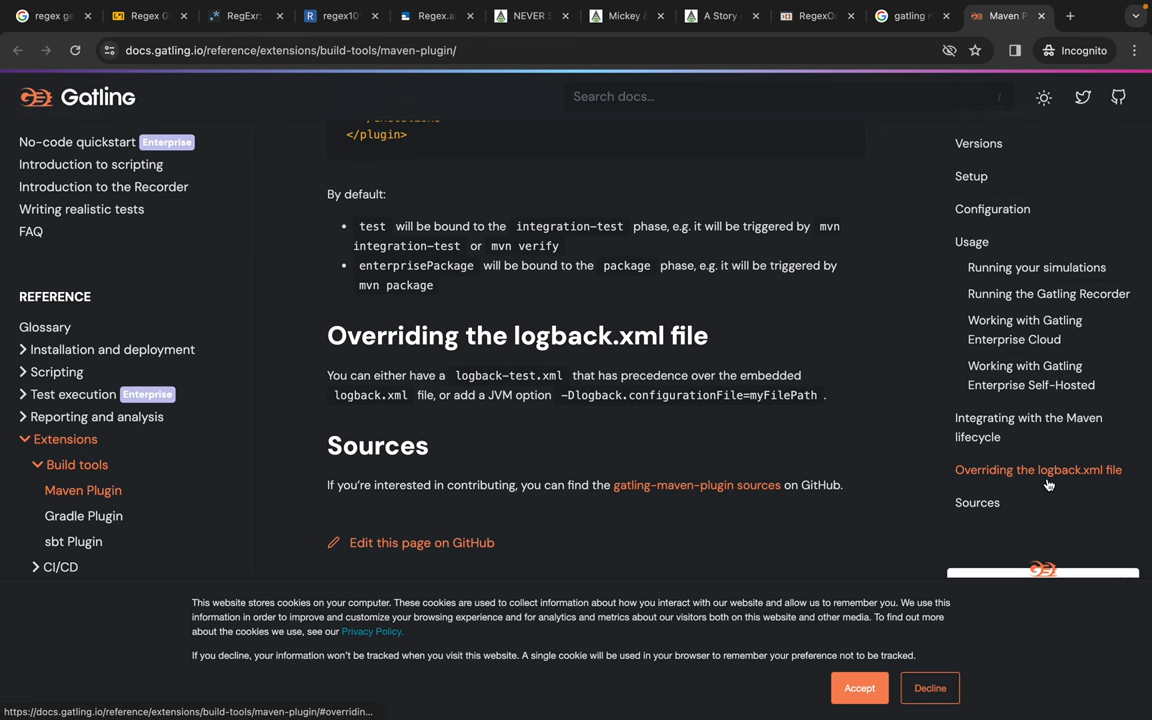 regex ge
Regex G
RegExr:
regex10
Regex.a
NEVER S
Mickey &
A Story
RegexO
gatling r
Maven P
docs.gatling.io/reference/extensions/build-tools/maven-plugin/
Incognito
Gatling
Search docs...
/
No-code quickstart Enterprise
Introduction to scripting
Introduction to the Recorder
Writing realistic tests
FAQ
REFERENCE
Glossary
Installation and deployment
Scripting
Test execution Enterprise
Reporting and analysis
Extensions
Build tools
Maven Plugin
Gradle Plugin
sbt Plugin
CI/CD
</plugin>
By default:
• test will be bound to the integration-test phase, e.g. it will be triggered by mvn
integration-test or mvn verify
• enterprisePackage will be bound to the package phase, e.g. it will be triggered by
mvn package
Overriding the logback.xml file
You can either have a logback-test.xml that has precedence over the embedded
logback.xml file, or add a JVM option -Dlogback.configurationFile=myFilePath .
Sources
If you're interested in contributing, you can find the gatling-maven-plugin sources on GitHub.
Edit this page on GitHub
Versions
Setup
Configuration
Usage
Running your simulations
Running the Gatling Recorder
Working with Gatling
Enterprise Cloud
Working with Gatling
Enterprise Self-Hosted
Integrating with the Maven
lifecycle
Overriding the logback.xml file
Sources
This website stores cookies on your computer. These cookies are used to collect information about how you interact with our website and allow us to remember you. We use this
information in order to improve and customize your browsing experience and for analytics and metrics about our visitors both on this website and other media. To find out more
about the cookies we use, see our Privacy Policy.
If you decline, your information won't be tracked when you visit this website. A single cookie will be used in your browser to remember your preference not to be tracked.
Accept
Decline
https://docs.gatling.io/reference/extensions/build-tools/maven-plugin/#overridin...